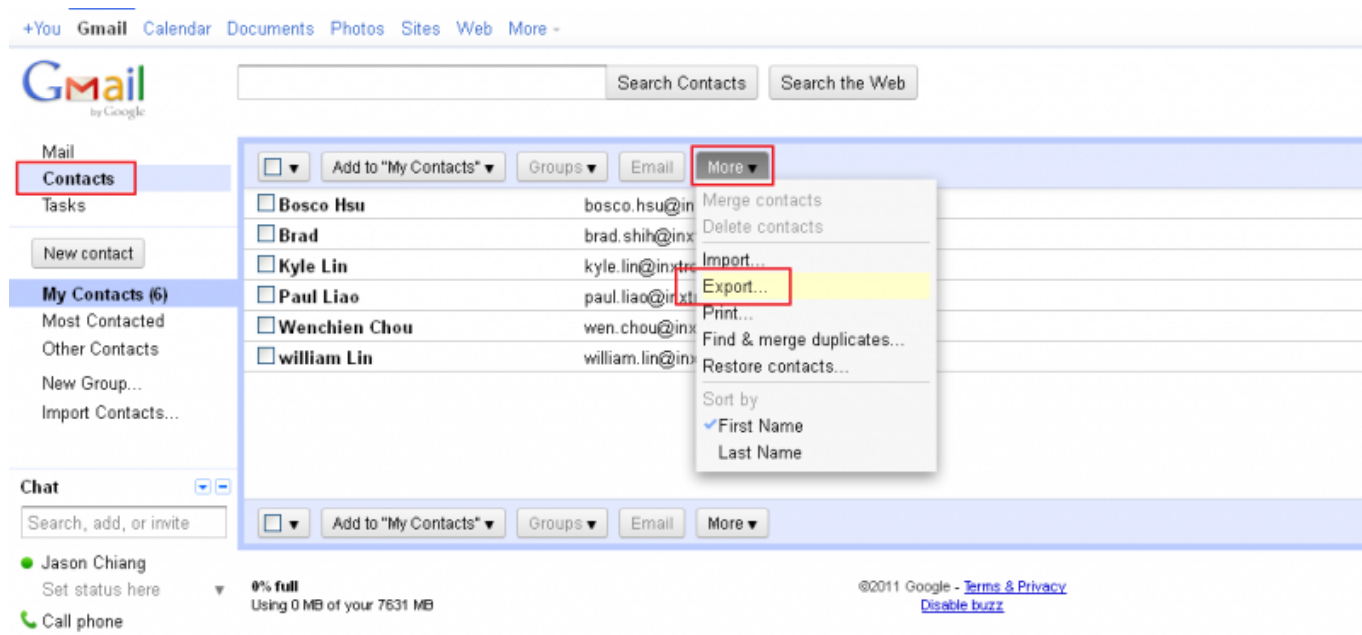 +You Gmail Calendar Documents Photos Sites Web More
Gmail
by Google
Search Contacts Search the Web
Mail
Contacts
Tasks
New contact
My Contacts (6)
Most Contacted
Other Contacts
New Group...
Import Contacts...
Add to "My Contacts" Groups Email More
Bosco Hsu bosco.hsu@in
Brad brad.shih@inx
Kyle Lin kyle.lin@inxtro
Paul Liao paul.liao@inxtr
Wenchien Chou wen.chou@inx
william Lin william.lin@inx
Merge contacts
Delete contacts
Import...
Export...
Print...
Find & merge duplicates...
Restore contacts...
Sort by
First Name
Last Name
Add to "My Contacts" Groups Email More
Chat
Search, add, or invite
Jason Chiang
Set status here
Call phone
0% full
Using 0 MB of your 7631 MB
©2011 Google - Terms & Privacy
Disable buzz